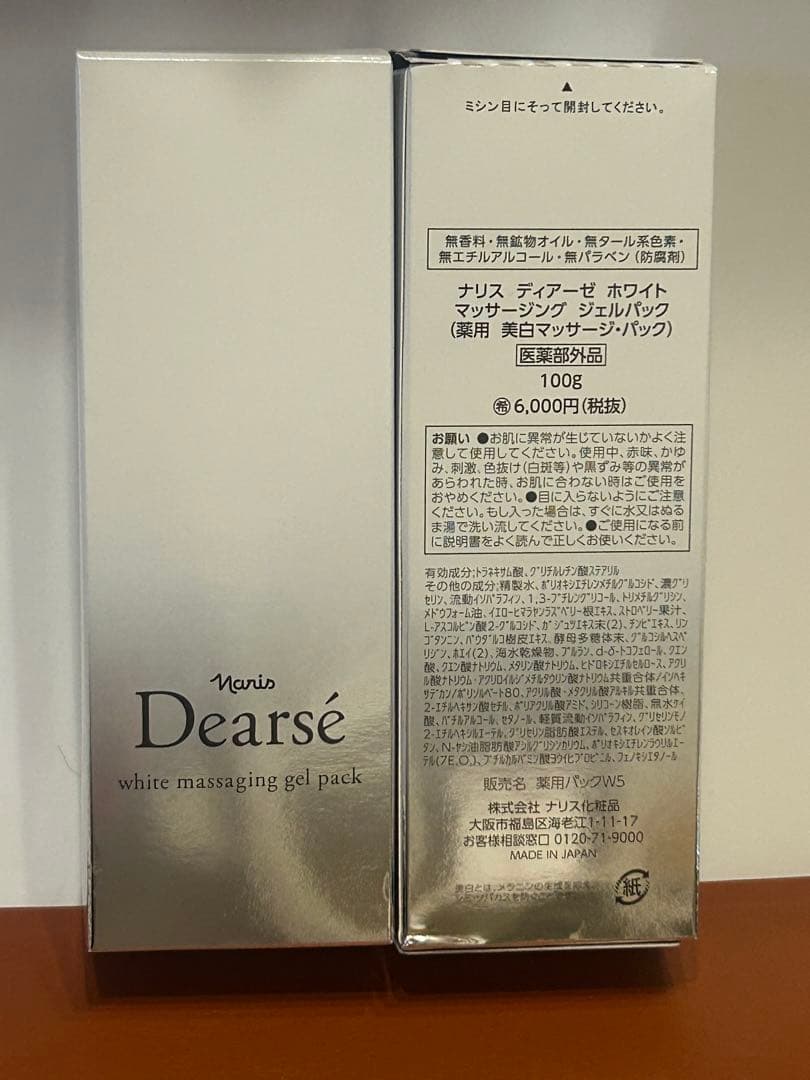 Naris
Dearsé
white massaging gel pack
▲
ミシン目にそって開封してください。
無香料・無鉱物オイル・無タール系色素・
無エチルアルコール・無パラベン（防腐剤）
ナリス ディアーゼ ホワイト
マッサージング ジェルパック
（薬用 美白マッサージ・パック）
医薬部外品
100g
㊒6,000円（税抜）
お願い ●お肌に異常が生じていないかよく注
意して使用してください。使用中、赤味、かゆ
み、刺激、色抜け（白斑等）や黒ずみ等の異常が
あらわれた時、お肌に合わない時はご使用を
おやめください。●目に入らないようにご注意
ください。もし入った場合は、すぐに水又はぬる
ま湯で洗い流してください。●ご使用になる前
に説明書をよく読んで正しくお使いください。
有効成分;ﾄﾗﾈｷｻﾑ酸、ｸﾞﾘﾁﾙﾚﾁﾝ酸ｽﾃｱﾘﾙ
その他の成分;精製水、ﾎﾟﾘｵｷｼｴﾁﾚﾝﾒﾁﾙｸﾞﾙｺｼﾄﾞ、濃ｸﾞﾘ
ｾﾘﾝ、流動ｲｿﾊﾟﾗﾌｨﾝ、1,3-ﾌﾞﾁﾚﾝｸﾞﾘｺｰﾙ、ﾄﾘﾒﾁﾙｸﾞﾘｼﾝ、
ﾒﾄﾞｳﾌｫｰﾑ油、ｲｴﾛｰﾋﾏﾗﾔﾝﾗｽﾞﾍﾞﾘｰ根ｴｷｽ、ｽﾄﾛﾍﾞﾘｰ果汁、
L-ｱｽｺﾙﾋﾞﾝ酸2-ｸﾞﾙｺｼﾄﾞ、ｶﾞｼﾞｭﾂｴｷｽ末(2)、ﾁﾝﾋﾟｴｷｽ、ﾘﾝ
ｺﾞﾀﾝﾆﾝ、ﾊﾟｳﾀﾞﾙｺ樹皮ｴｷｽ、酵母多糖体末、ｸﾞﾙｺｼﾙﾍｽﾍﾟ
ﾘｼﾞﾝ、ﾎｴｲ(2)、海水乾燥物、ﾌﾟﾙﾗﾝ、d-δ-ﾄｺﾌｪﾛｰﾙ、ｸｴﾝ
酸、ｸｴﾝ酸ﾅﾄﾘｳﾑ、ﾒﾀﾘﾝ酸ﾅﾄﾘｳﾑ、ﾋﾄﾞﾛｷｼｴﾁﾙｾﾙﾛｰｽ、ｱｸﾘ
ﾙ酸ﾅﾄﾘｳﾑ・ｱｸﾘﾛｲﾙｼﾞﾒﾁﾙﾀｳﾘﾝ酸ﾅﾄﾘｳﾑ共重合体/ｲｿﾍｷ
ｻﾃﾞｶﾝ/ﾎﾟﾘｿﾙﾍﾞｰﾄ80、ｱｸﾘﾙ酸・ﾒﾀｸﾘﾙ酸ｱﾙｷﾙ共重合体、
2-ｴﾁﾙﾍｷｻﾝ酸ｾﾁﾙ、ﾎﾟﾘｱｸﾘﾙ酸ｱﾐﾄﾞ、ｼﾘｺｰﾝ樹脂、無水ｹｲ
酸、ﾊﾞﾁﾙｱﾙｺｰﾙ、ｾﾀﾉｰﾙ、軽質流動ｲｿﾊﾟﾗﾌｨﾝ、ｸﾞﾘｾﾘﾝﾓﾉ
2-ｴﾁﾙﾍｷｼﾙｴｰﾃﾙ、ｸﾞﾘｾﾘﾝ脂肪酸ｴｽﾃﾙ、ｾｽｷｵﾚｲﾝ酸ｿﾙﾋﾞ
ﾀﾝ、N-ﾔｼ油脂肪酸ｱｼﾙｸﾞﾘｼﾝｶﾘｳﾑ、ﾎﾟﾘｵｷｼｴﾁﾚﾝﾗｳﾘﾙｴｰ
ﾃﾙ(7E.O.)、ﾌﾞﾁﾙｶﾙﾊﾞﾐﾝ酸ﾖｳ化ﾌﾟﾛﾋﾟﾆﾙ、ﾌｪﾉｷｼｴﾀﾉｰﾙ
販売名 薬用パックW5
株式会社 ナリス化粧品
大阪市福島区海老江1-11-17
お客様相談窓口 0120-71-9000
MADE IN JAPAN
美白とは、メラニンの生成を
紙